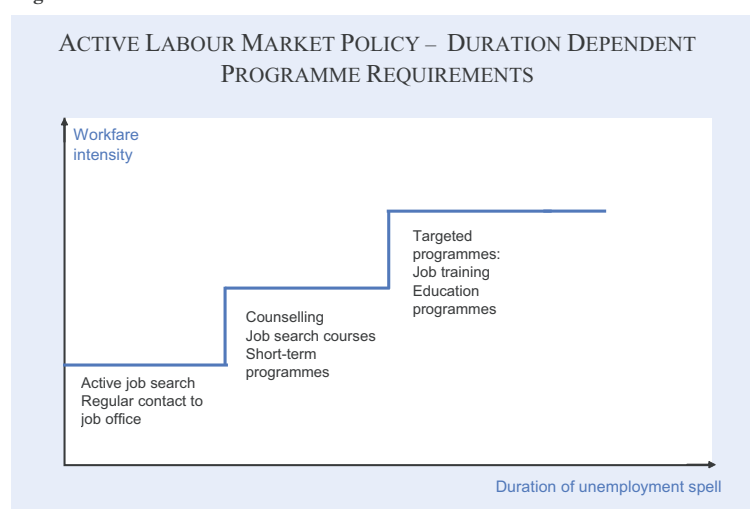 ACTIVE LABOUR MARKET POLICY – DURATION DEPENDENT
PROGRAMME REQUIREMENTS
Workfare
intensity
Targeted
programmes:
Job training
Education
programmes
Counselling
Job search courses
Short-term
programmes
Active job search
Regular contact to
job office
Duration of unemployment spell